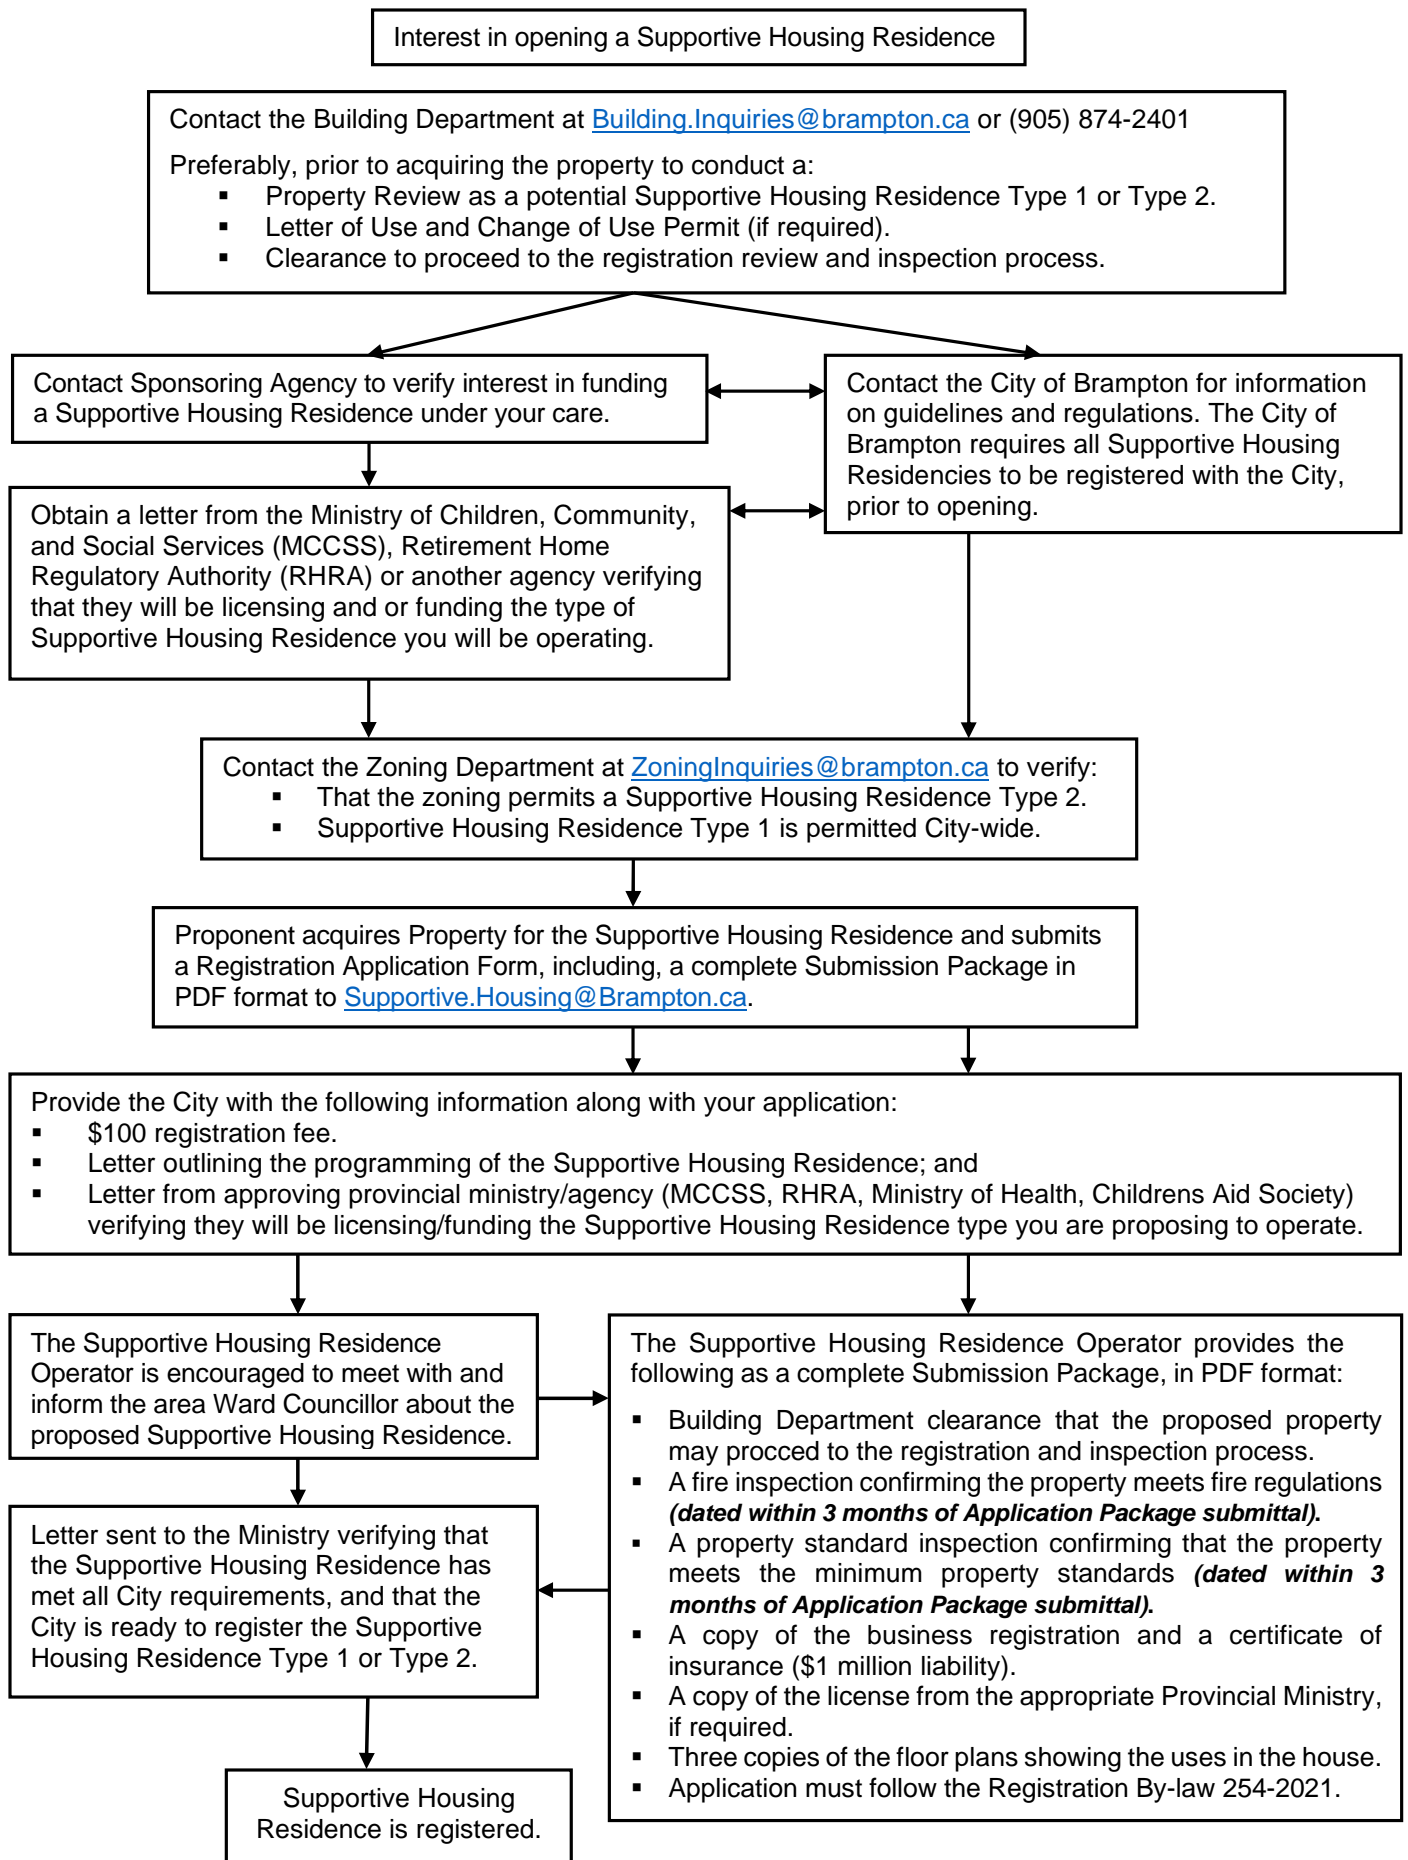 Interest in opening a Supportive Housing Residence
Contact the Building Department at Building.Inquiries@brampton.ca or (905) 874-2401
Preferably, prior to acquiring the property to conduct a:
▪ Property Review as a potential Supportive Housing Residence Type 1 or Type 2.
▪ Letter of Use and Change of Use Permit (if required).
▪ Clearance to proceed to the registration review and inspection process.
Contact Sponsoring Agency to verify interest in funding
a Supportive Housing Residence under your care.
Contact the City of Brampton for information
on guidelines and regulations. The City of
Brampton requires all Supportive Housing
Residencies to be registered with the City,
prior to opening.
Obtain a letter from the Ministry of Children, Community,
and Social Services (MCCSS), Retirement Home
Regulatory Authority (RHRA) or another agency verifying
that they will be licensing and or funding the type of
Supportive Housing Residence you will be operating.
Contact the Zoning Department at ZoningInquiries@brampton.ca to verify:
▪ That the zoning permits a Supportive Housing Residence Type 2.
▪ Supportive Housing Residence Type 1 is permitted City-wide.
Proponent acquires Property for the Supportive Housing Residence and submits
a Registration Application Form, including, a complete Submission Package in
PDF format to Supportive.Housing@Brampton.ca.
Provide the City with the following information along with your application:
▪ $100 registration fee.
▪ Letter outlining the programming of the Supportive Housing Residence; and
▪ Letter from approving provincial ministry/agency (MCCSS, RHRA, Ministry of Health, Childrens Aid Society)
verifying they will be licensing/funding the Supportive Housing Residence type you are proposing to operate.
The Supportive Housing Residence
Operator is encouraged to meet with and
inform the area Ward Councillor about the
proposed Supportive Housing Residence.
Letter sent to the Ministry verifying that
the Supportive Housing Residence has
met all City requirements, and that the
City is ready to register the Supportive
Housing Residence Type 1 or Type 2.
The Supportive Housing Residence Operator provides the
following as a complete Submission Package, in PDF format:
▪ Building Department clearance that the proposed property
may procced to the registration and inspection process.
▪ A fire inspection confirming the property meets fire regulations
(dated within 3 months of Application Package submittal).
▪ A property standard inspection confirming that the property
meets the minimum property standards (dated within 3
months of Application Package submittal).
▪ A copy of the business registration and a certificate of
insurance ($1 million liability).
▪ A copy of the license from the appropriate Provincial Ministry,
if required.
▪ Three copies of the floor plans showing the uses in the house.
▪ Application must follow the Registration By-law 254-2021.
Supportive Housing
Residence is registered.